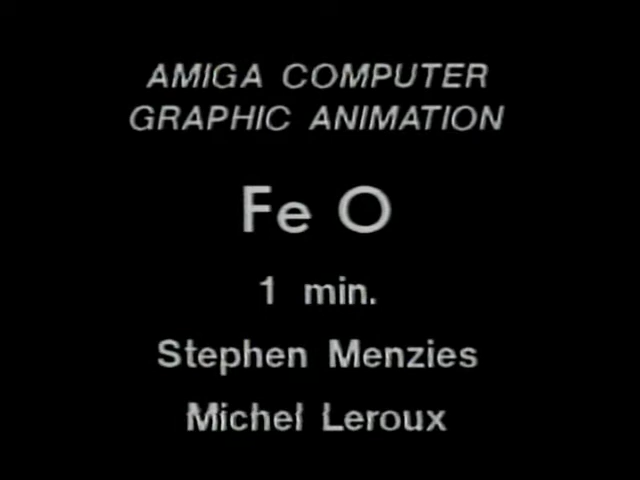 AMIGA COMPUTER
GRAPHIC ANIMATION
Fe O
1 min.
Stephen Menzies
Michel Leroux